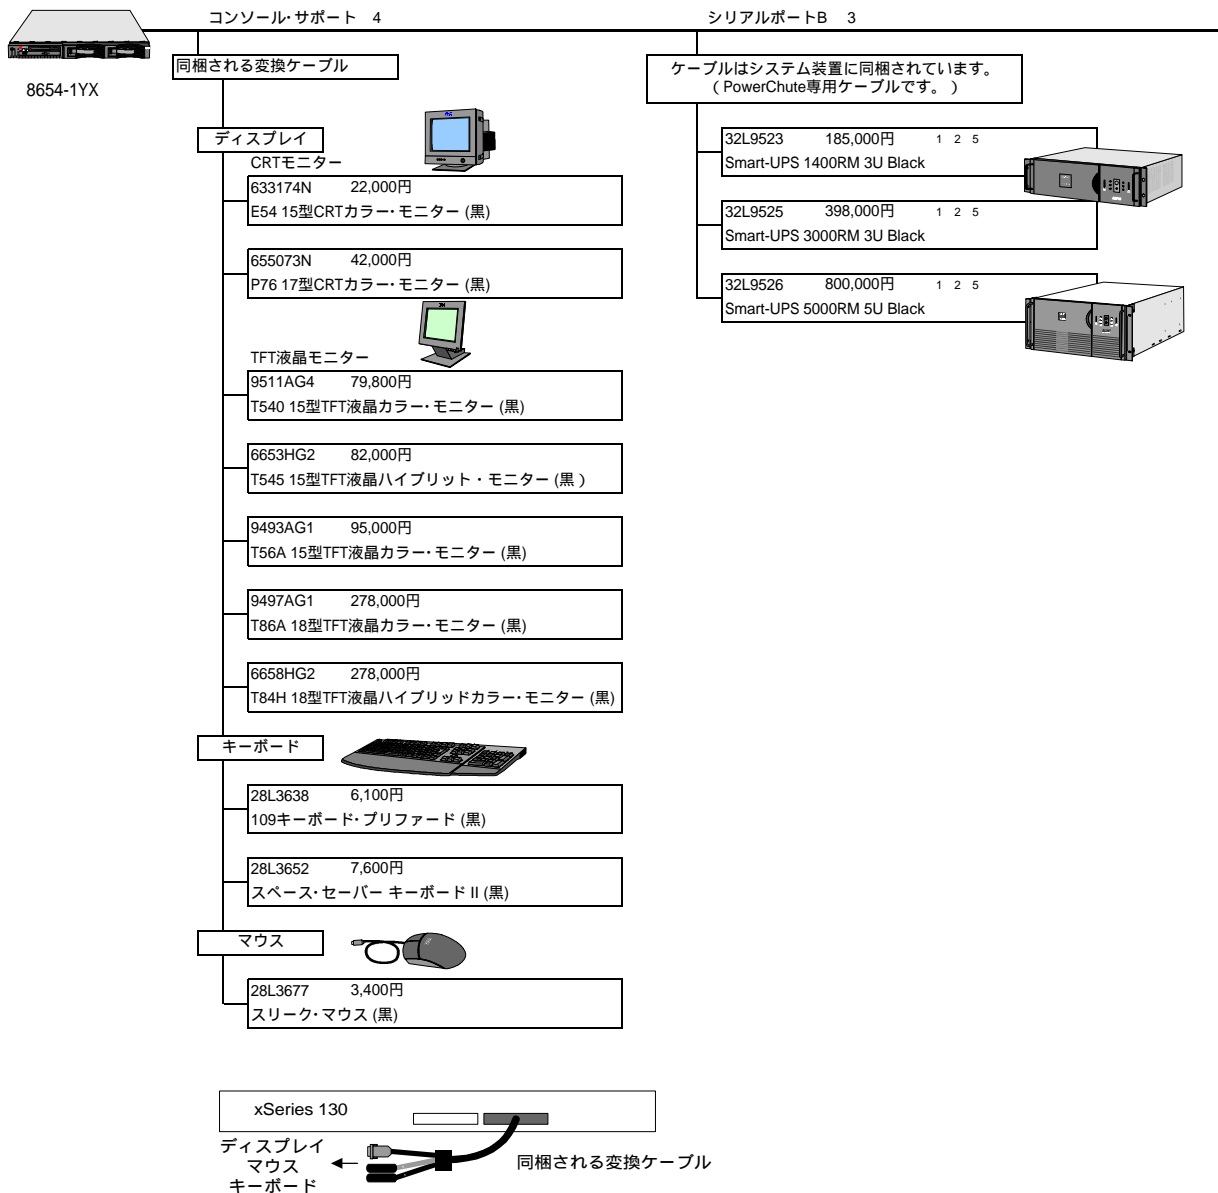 コンソール・サポート 4
シリアルポートB 3
8654-1YX
同梱される変換ケーブル
ディスプレイ
CRTモニター
633174N 22,000円
E54 15型CRTカラー・モニター (黒)
655073N 42,000円
P76 17型CRTカラー・モニター (黒)
TFT液晶モニター
9511AG4 79,800円
T540 15型TFT液晶カラー・モニター (黒)
6653HG2 82,000円
T545 15型TFT液晶ハイブリット・モニター (黒 )
9493AG1 95,000円
T56A 15型TFT液晶カラー・モニター (黒)
9497AG1 278,000円
T86A 18型TFT液晶カラー・モニター (黒)
6658HG2 278,000円
T84H 18型TFT液晶ハイブリッドカラー・モニター (黒)
キーボード
28L3638 6,100円
109キーボード・プリファード (黒)
28L3652 7,600円
スペース・セーバー キーボード II (黒)
マウス
28L3677 3,400円
スリーク・マウス (黒)
ケーブルはシステム装置に同梱されています。
( PowerChute専用ケーブルです。 )
32L9523 185,000円 1 2 5
Smart-UPS 1400RM 3U Black
32L9525 398,000円 1 2 5
Smart-UPS 3000RM 3U Black
32L9526 800,000円 1 2 5
Smart-UPS 5000RM 5U Black
xSeries 130
ディスプレイ
マウス
キーボード
同梱される変換ケーブル